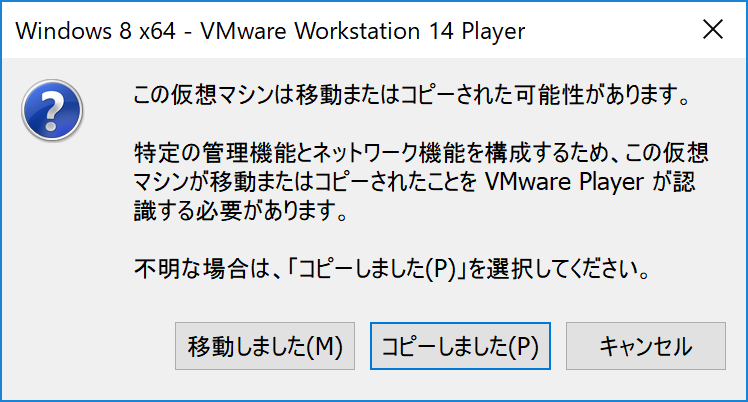 Windows 8 x64 - VMware Workstation 14 Player
この仮想マシンは移動またはコピーされた可能性があります。
特定の管理機能とネットワーク機能を構成するため、この仮想
マシンが移動またはコピーされたことを VMware Player が認
識する必要があります。
不明な場合は、「コピーしました(P)」を選択してください。
移動しました(M)
コピーしました(P)
キャンセル